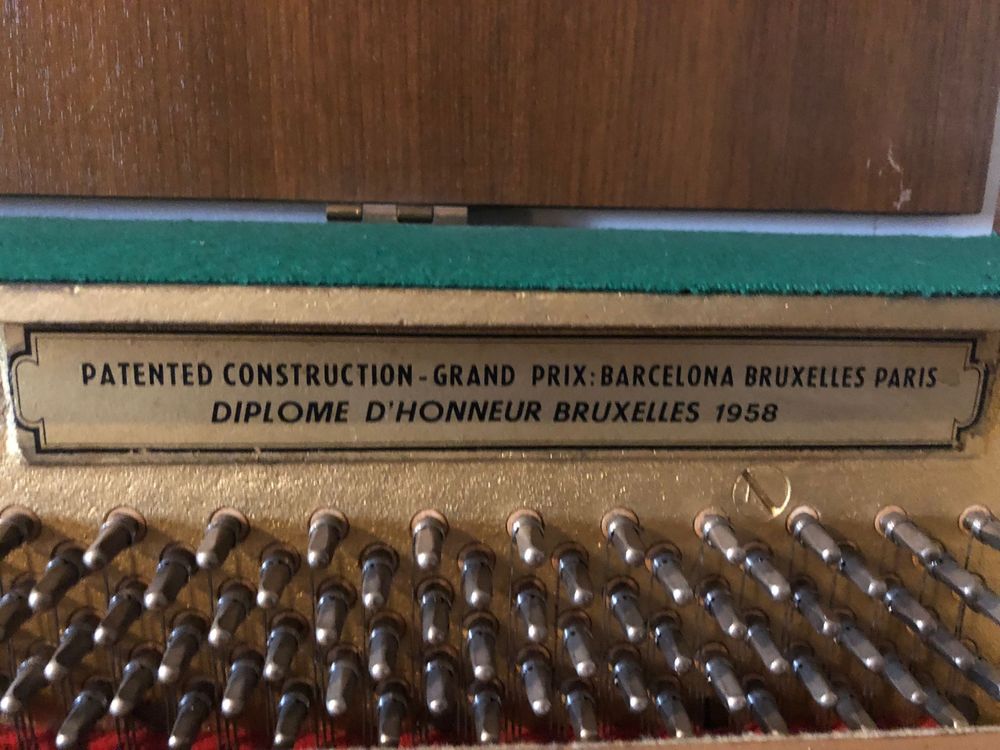 PATENTED CONSTRUCTION - GRAND PRIX: BARCELONA BRUXELLES PARIS
DIPLOME D'HONNEUR BRUXELLES 1958